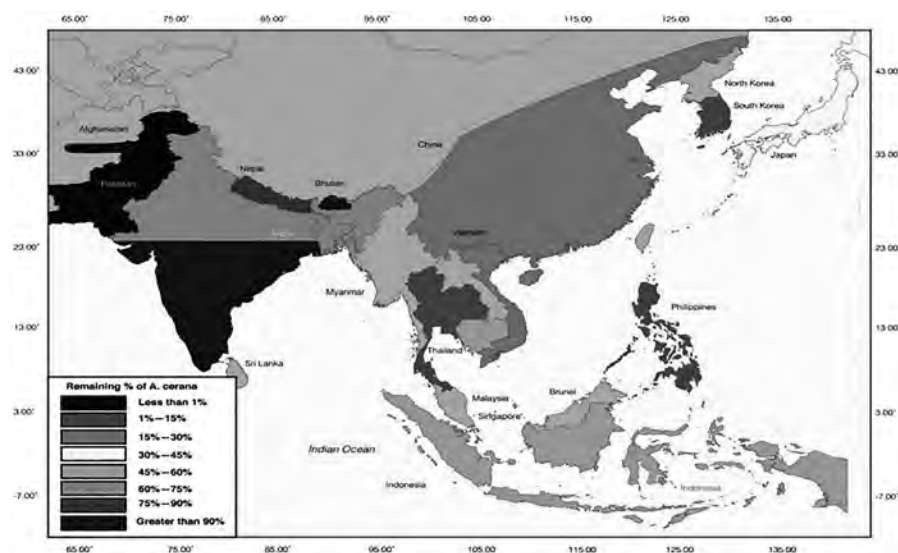 65.00' 75.00' 85.00' 95.00' 105.00' 115.00' 125.00' 135.00'
43.00' 43.00'
North Korea
South Korea
Afghanistan
China
33.00' Japan 33.00'
Nepal
Pakistan Bhutan
India Vietnam
23.00' 23.00'
Myanmar
Philippines
13.00' 13.00'
Thailand
Sri Lanka
Remaining % of A. cerana
Less than 1%
Malaysia Brunei
1%—15%
Singapore
3.00' 3.00'
15%—30%
30%—45%
Indian Ocean
45%—60%
Indonesia Indonesia
60%—75%
-7.00' -7.00'
75%—90%
Greater than 90%
65.00' 75.00' 85.00' 95.00' 105.00' 115.00' 125.00' 135.00'